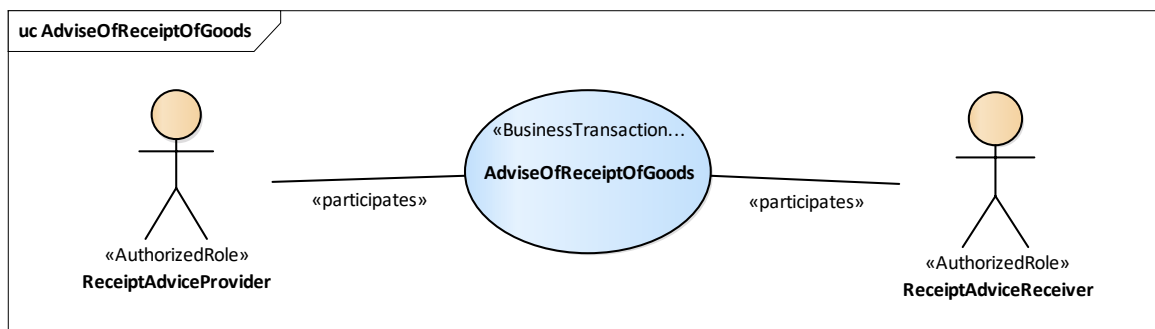 uc AdviseOfReceiptOfGoods
«BusinessTransaction…
AdviseOfReceiptOfGoods
«participates»
«participates»
«AuthorizedRole»
ReceiptAdviceProvider
«AuthorizedRole»
ReceiptAdviceReceiver